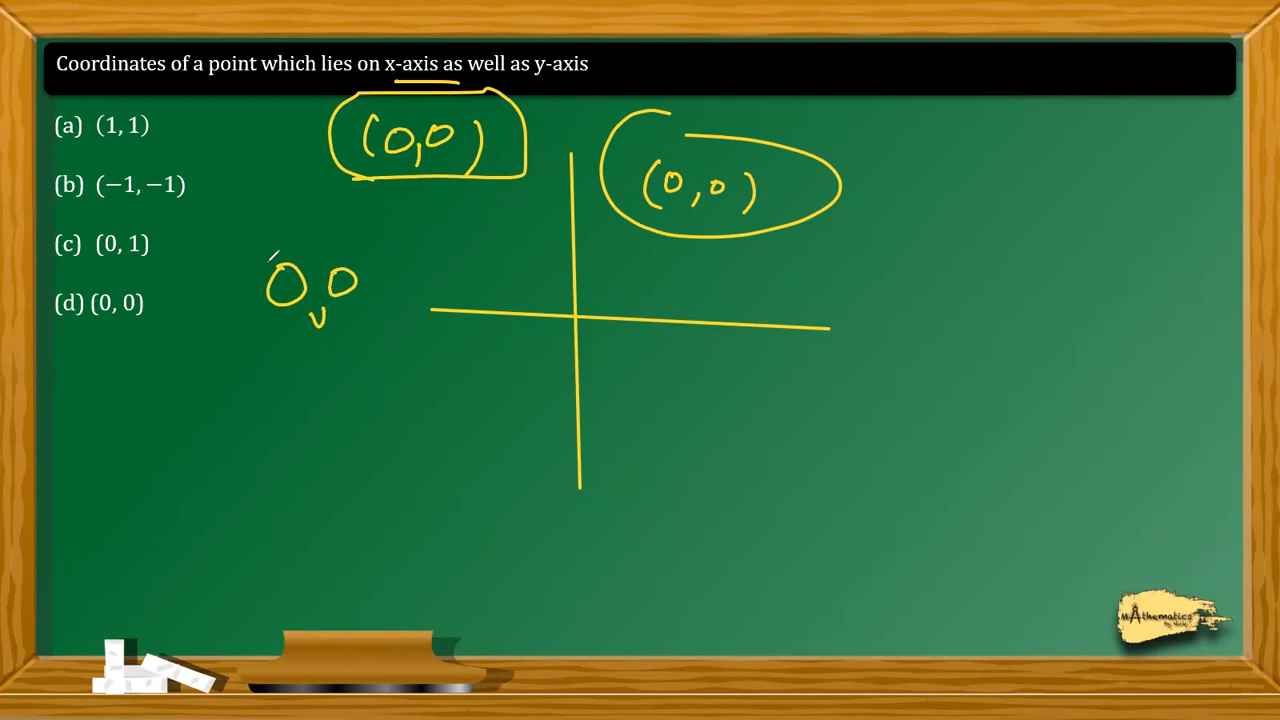 Coordinates of a point which lies on x-axis as well as y-axis
(a) (1, 1)
(0,0)
(b) (−1, −1)
(0,0)
(c) (0, 1)
0,0
(d) (0, 0)
MAthematics